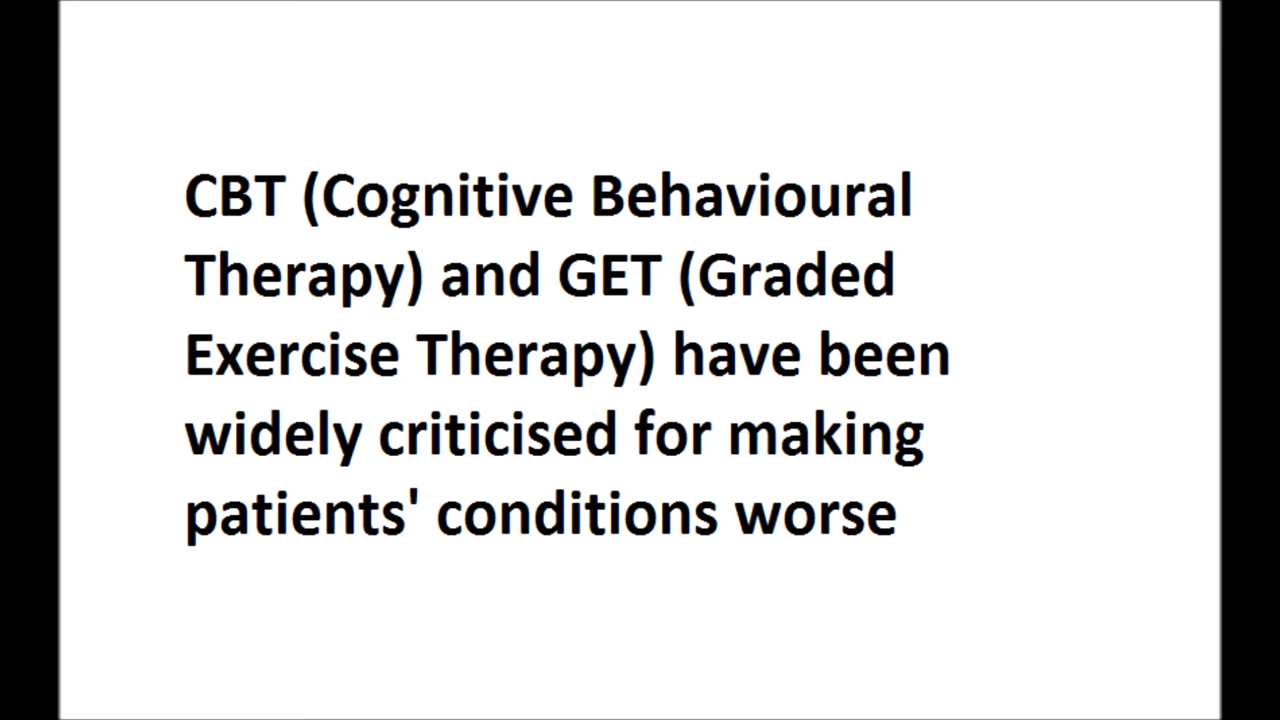 CBT (Cognitive Behavioural
Therapy) and GET (Graded
Exercise Therapy) have been
widely criticised for making
patients' conditions worse